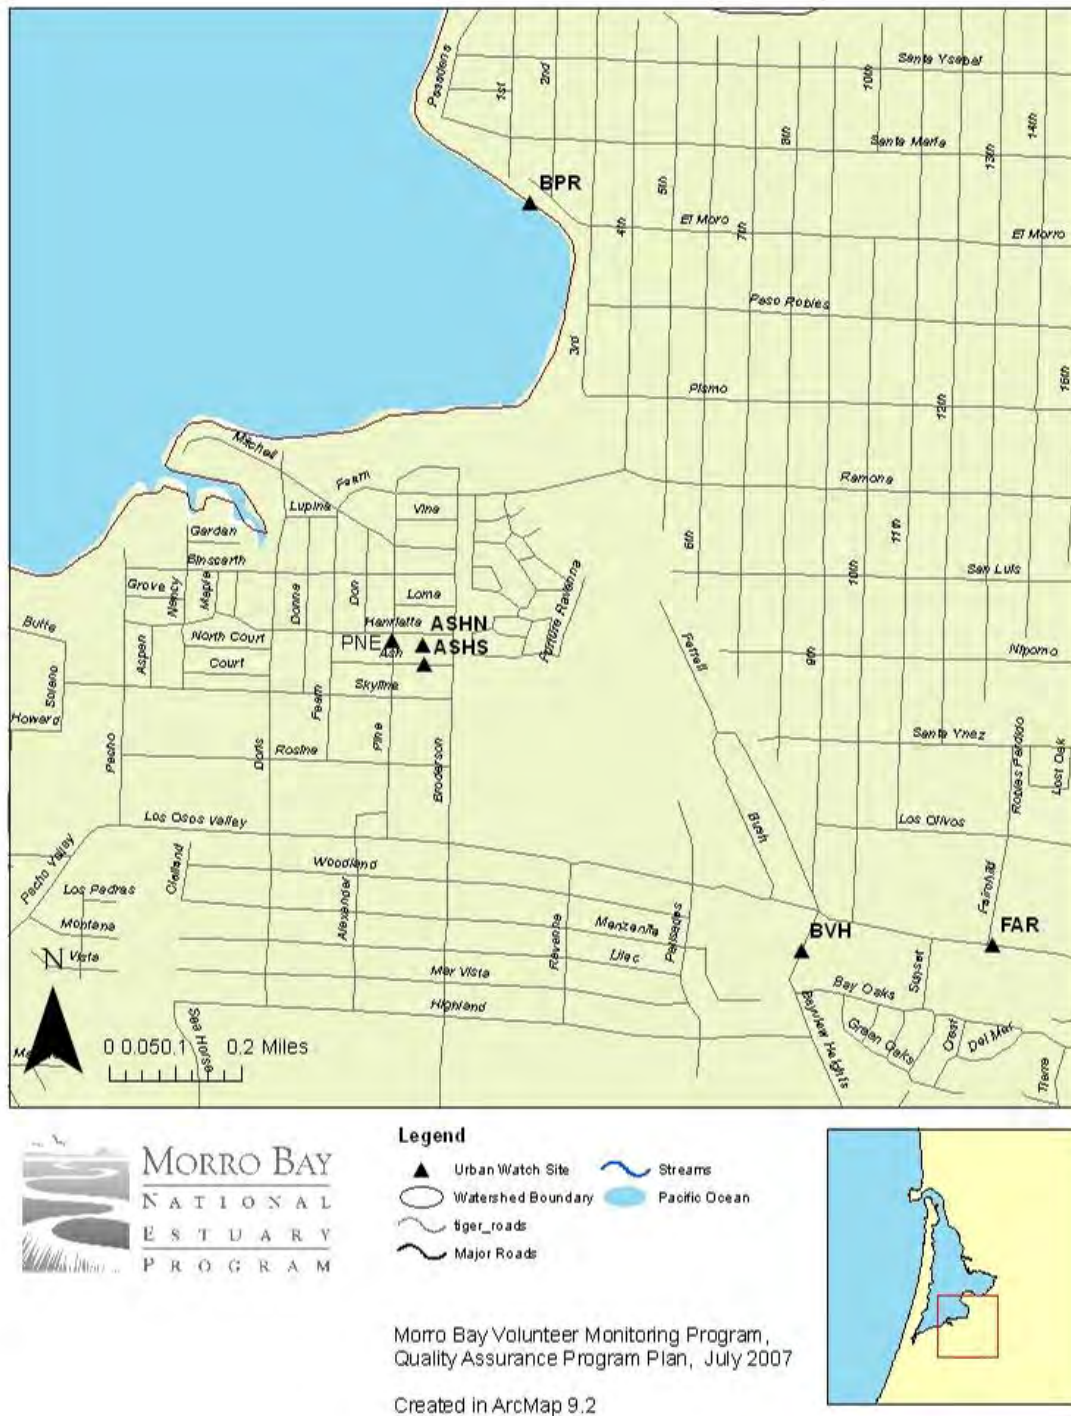 Pasadena
1st
2nd
10th
Santa Ysabel
8th
Santa Maria
13th
14th
BPR
5th
4th
El Moro
7th
El Morro
Paso Robles
3rd
Pismo
12th
16th
Mitchell
Fearn
Lupine
Vine
Ramona
Garden
Binscarth
6th
11th
10th
San Luis
Grove
Nancy
Maple
Donna
Don
Loma
Henrietta
ASHN
Ravenna
Butte
North Court
PNE
Ash
ASHS
Ferrell
9th
Nipomo
Aspen
Court
Solano
Skyline
Howard
Fearn
Pine
Pecho
Doris
Rosina
Broderson
Santa Ynez
Robles Perdido
Lost Oak
Los Osos Valley
Bush
Los Olivos
Pecho Valley
Woodland
Los Padres
Alexander
Fairchild
Montana
Ravenna
Manzanita
Palisades
BVH
FAR
N
Vista
Lilac
Mar Vista
Sunset
Highland
Bay Oaks
Sea Horse
Bayview Heights
Green Oaks
Crest
Del Mar
0 0.050.1 0.2 Miles
Tierra
MORRO BAY
NATIONAL
ESTUARY
PROGRAM
Legend
Urban Watch Site
Streams
Watershed Boundary
Pacific Ocean
tiger_roads
Major Roads
Morro Bay Volunteer Monitoring Program,
Quality Assurance Program Plan, July 2007
Created in ArcMap 9.2